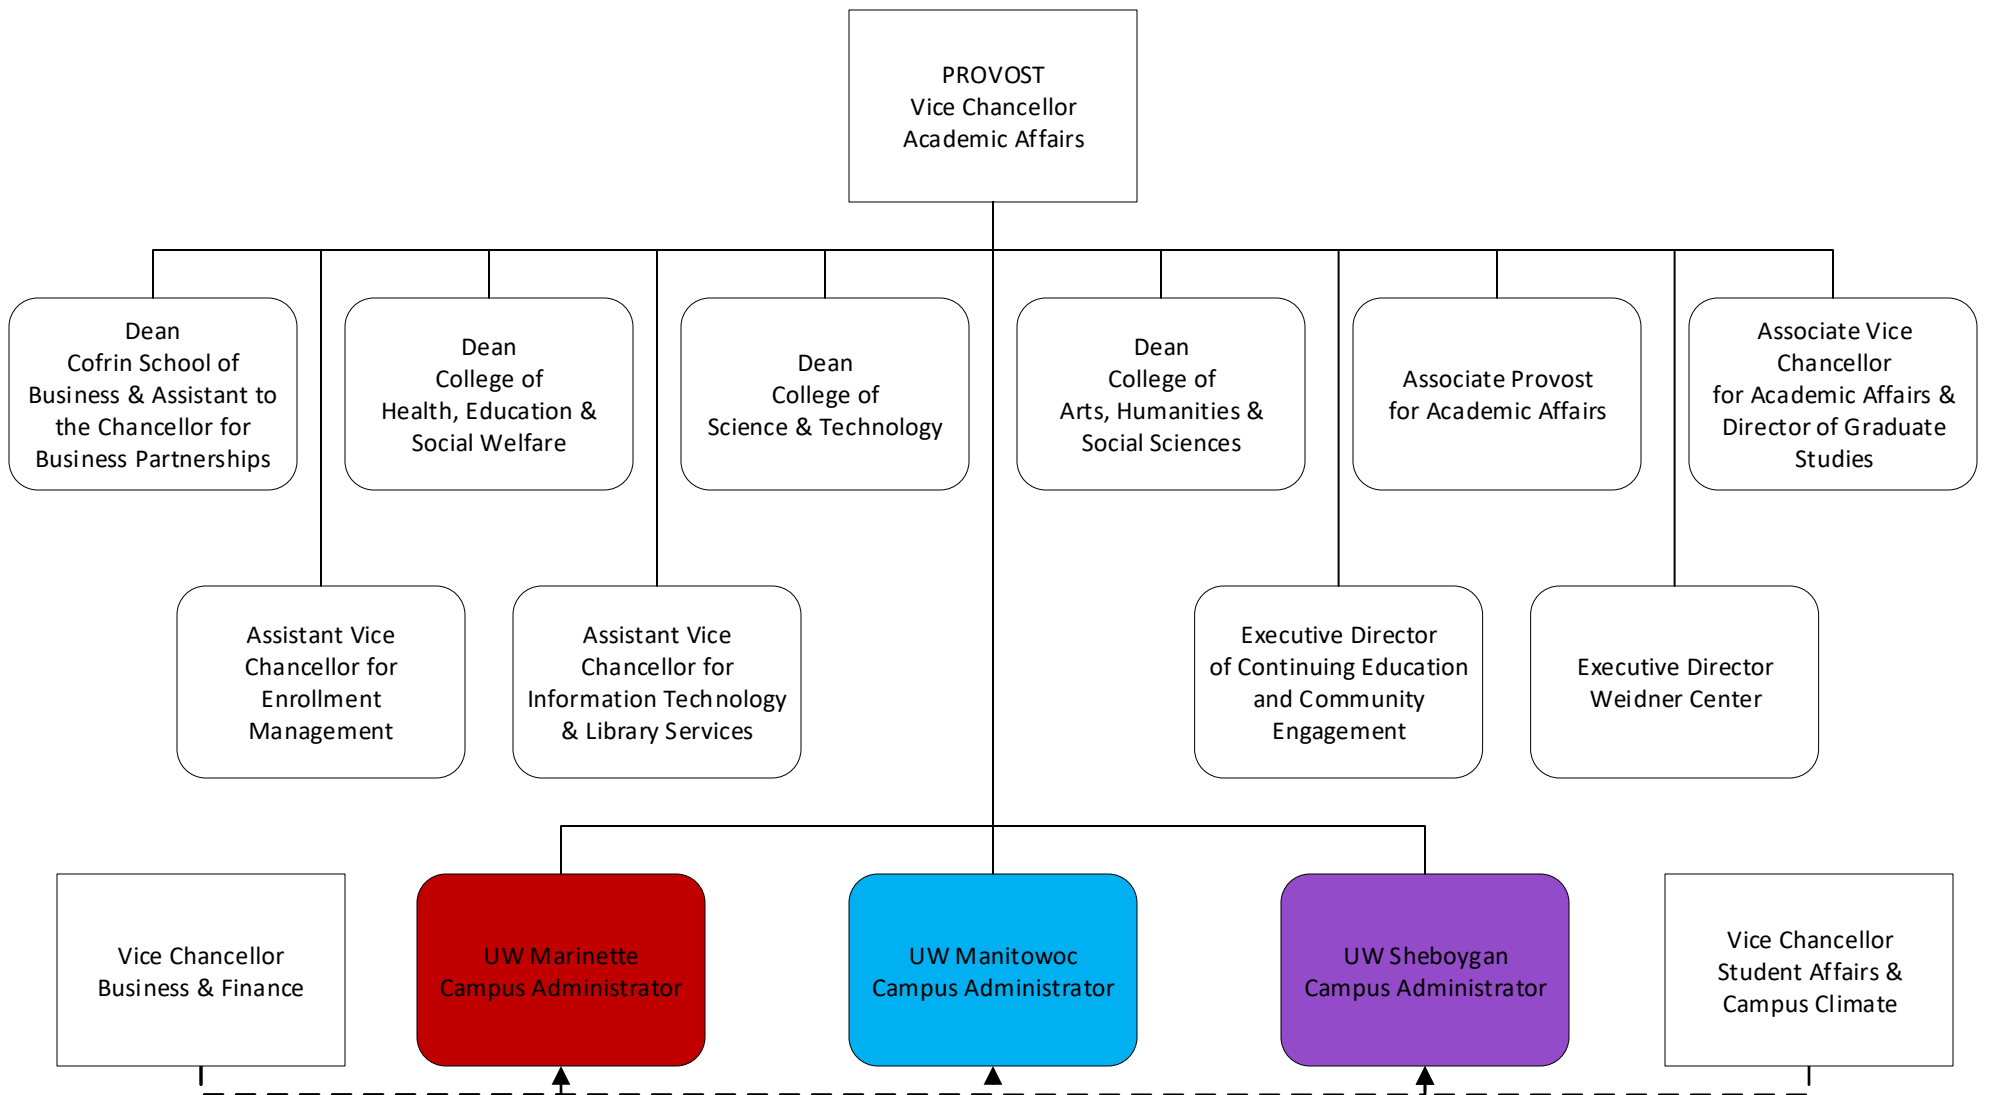 PROVOST
Vice Chancellor
Academic Affairs
Dean
Cofrin School of
Business & Assistant to
the Chancellor for
Business Partnerships
Dean
College of
Health, Education &
Social Welfare
Dean
College of
Science & Technology
Dean
College of
Arts, Humanities &
Social Sciences
Associate Provost
for Academic Affairs
Associate Vice
Chancellor
for Academic Affairs &
Director of Graduate
Studies
Assistant Vice
Chancellor for
Enrollment
Management
Assistant Vice
Chancellor for
Information Technology
& Library Services
Executive Director
of Continuing Education
and Community
Engagement
Executive Director
Weidner Center
Vice Chancellor
Business & Finance
UW Marinette
Campus Administrator
UW Manitowoc
Campus Administrator
UW Sheboygan
Campus Administrator
Vice Chancellor
Student Affairs &
Campus Climate